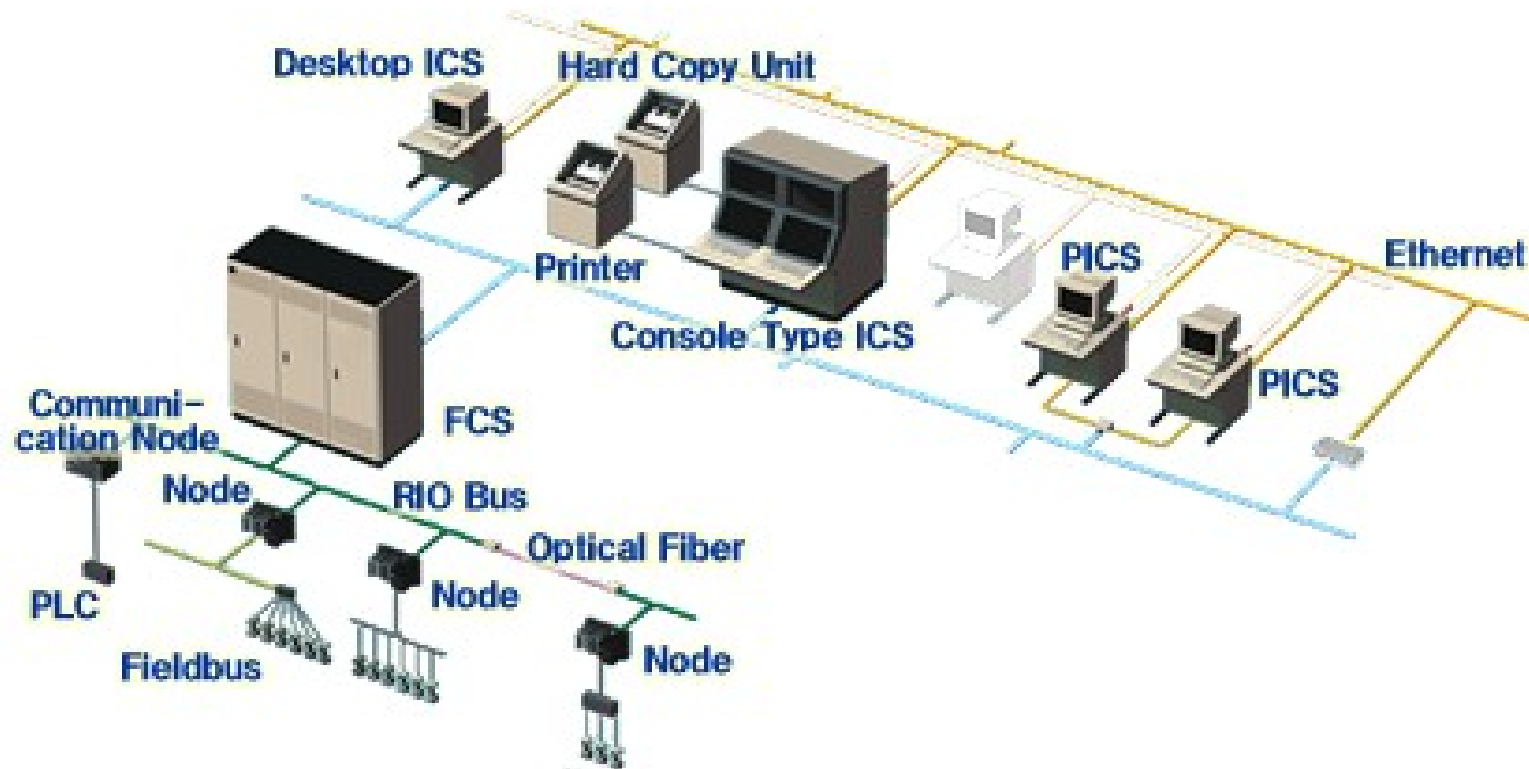 Desktop ICS
Hard Copy Unit
Printer
PICS
Ethernet
Console Type ICS
PICS
Communi-
cation Node
FCS
Node
RIO Bus
Optical Fiber
PLC
Node
Fieldbus
Node